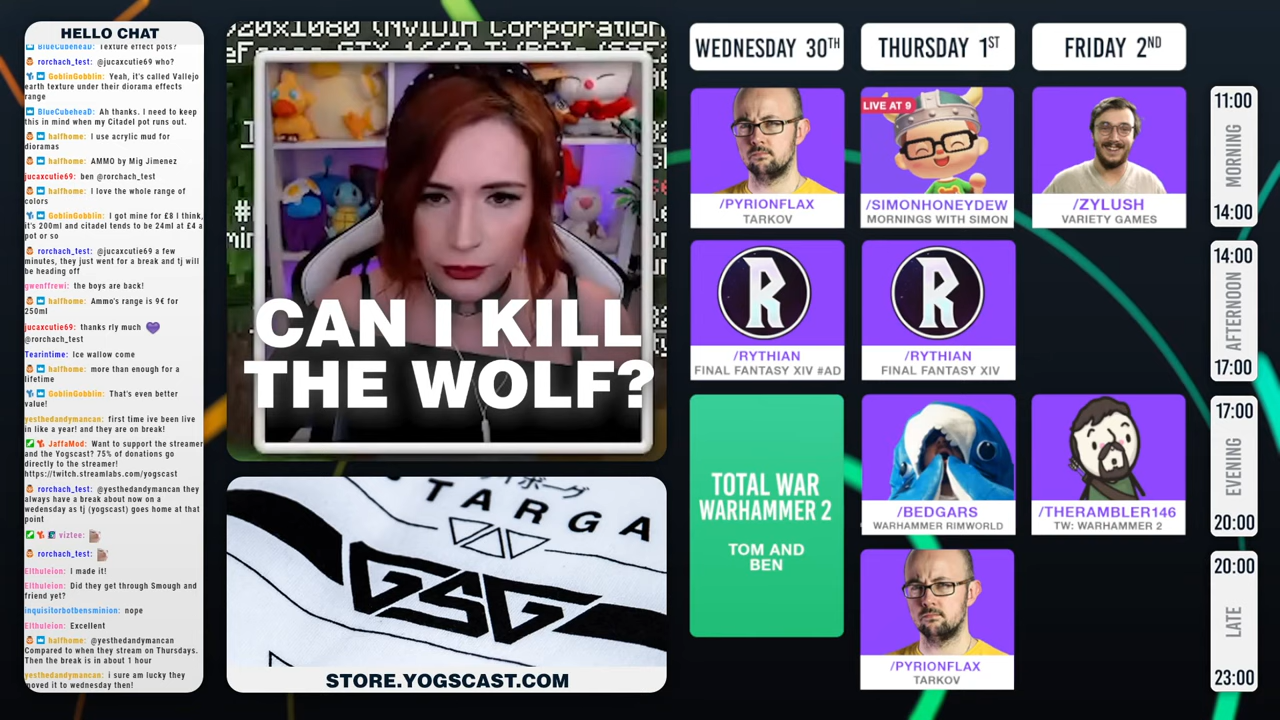 HELLO CHAT
BlueCubeheaD: Texture effect pots?
rorchach_test: @jucaxcutie69 who?
GoblinGobblin: Yeah, it's called Vallejo
earth texture under their diorama effects
range
BlueCubeheaD: Ah thanks. I need to keep
this in mind when my Citadel pot runs out.
halfhome: I use acrylic mud for
dioramas
halfhome: AMMO by Mig Jimenez
jucaxcutie69: ben @rorchach_test
halfhome: I love the whole range of
colors
GoblinGobblin: I got mine for £8 I think,
it's 200ml and citadel tends to be 24ml at £4 a
pot or so
rorchach_test: @jucaxcutie69 a few
minutes, they just went for a break and tj will
be heading off
gwenffrewi: the boys are back!
halfhome: Ammo's range is 9€ for
250ml
jucaxcutie69: thanks rly much
@rorchach_test
Tearintime: Ice wallow come
halfhome: more than enough for a
lifetime
GoblinGobblin: That's even better
value!
yesthedandymancan: first time ive been live
in like a year! and they are on break!
JaffaMod: Want to support the streamer
and the Yogscast? 75% of donations go
directly to the streamer!
https://twitch.streamlabs.com/yogscast
rorchach_test: @yesthedandymancan they
always have a break about now on a
wedensday as tj (yogscast) goes home at that
point
viztee:
rorchach_test:
Elthuleion: I made it!
Elthuleion: Did they get through Smough and
friend yet?
inquisitorbotbensminion: nope
Elthuleion: Excellent
halfhome: @yesthedandymancan
Compared to when they stream on Thursdays.
Then the break is in about 1 hour
yesthedandymancan: i sure am lucky they
moved it to wednesday then!
20x1080 (NVIDIA Corporation
CAN I KILL
THE WOLF?
TARGA
GSG
STORE.YOGSCAST.COM
WEDNESDAY 30TH
THURSDAY 1ST
FRIDAY 2ND
/PYRIONFLAX
TARKOV
LIVE AT 9
/SIMONHONEYDEW
MORNINGS WITH SIMON
/ZYLUSH
VARIETY GAMES
11:00
MORNING
14:00
R
/RYTHIAN
FINAL FANTASY XIV #AD
R
/RYTHIAN
FINAL FANTASY XIV
14:00
AFTERNOON
17:00
TOTAL WAR
WARHAMMER 2
TOM AND
BEN
/BEDGARS
WARHAMMER RIMWORLD
/THERAMBLER146
TW: WARHAMMER 2
17:00
EVENING
20:00
/PYRIONFLAX
TARKOV
20:00
LATE
23:00